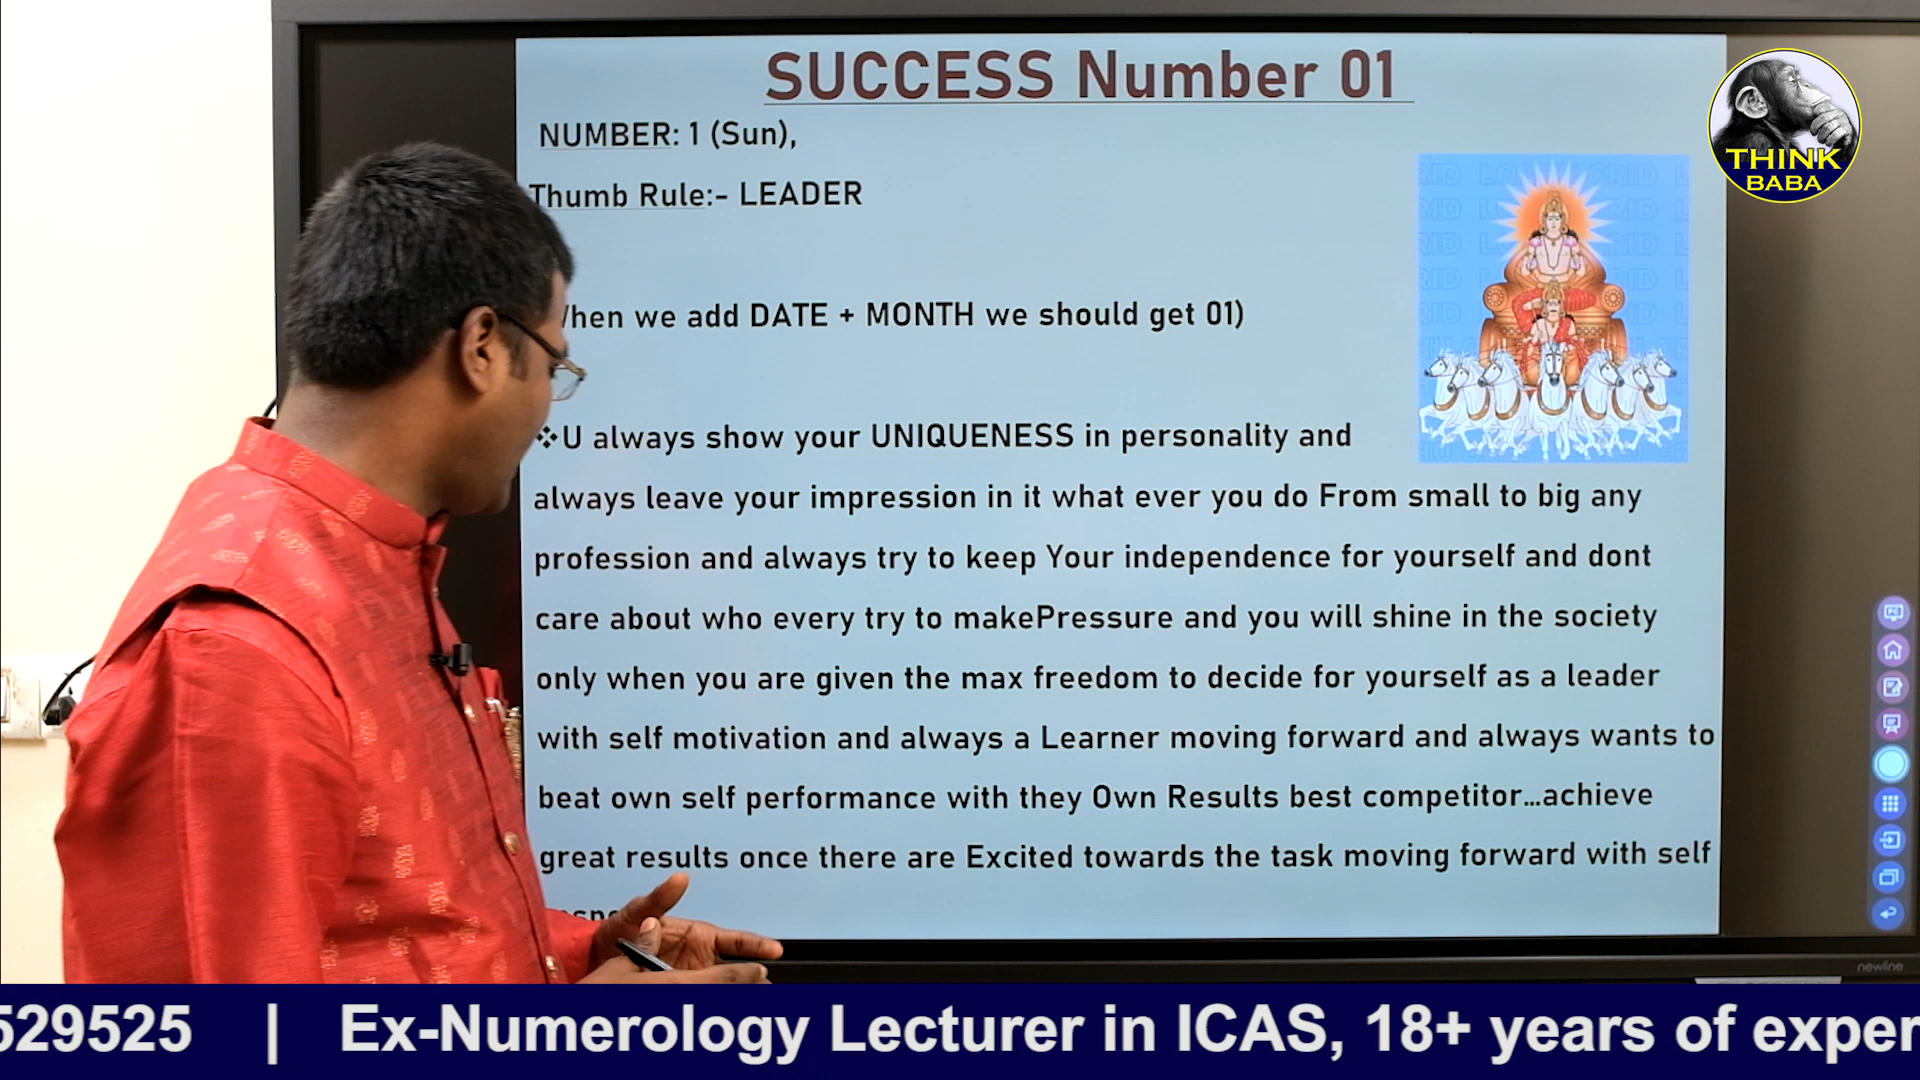 SUCCESS Number 01
NUMBER: 1 (Sun),
Thumb Rule:- LEADER
When we add DATE + MONTH we should get 01)
❖U always show your UNIQUENESS in personality and
always leave your impression in it what ever you do From small to big any
profession and always try to keep Your independence for yourself and dont
care about who every try to makePressure and you will shine in the society
only when you are given the max freedom to decide for yourself as a leader
with self motivation and always a Learner moving forward and always wants to
beat own self performance with they Own Results best competitor...achieve
great results once there are Excited towards the task moving forward with self
THINK
BABA
newline
529525 | Ex-Numerology Lecturer in ICAS, 18+ years of exper